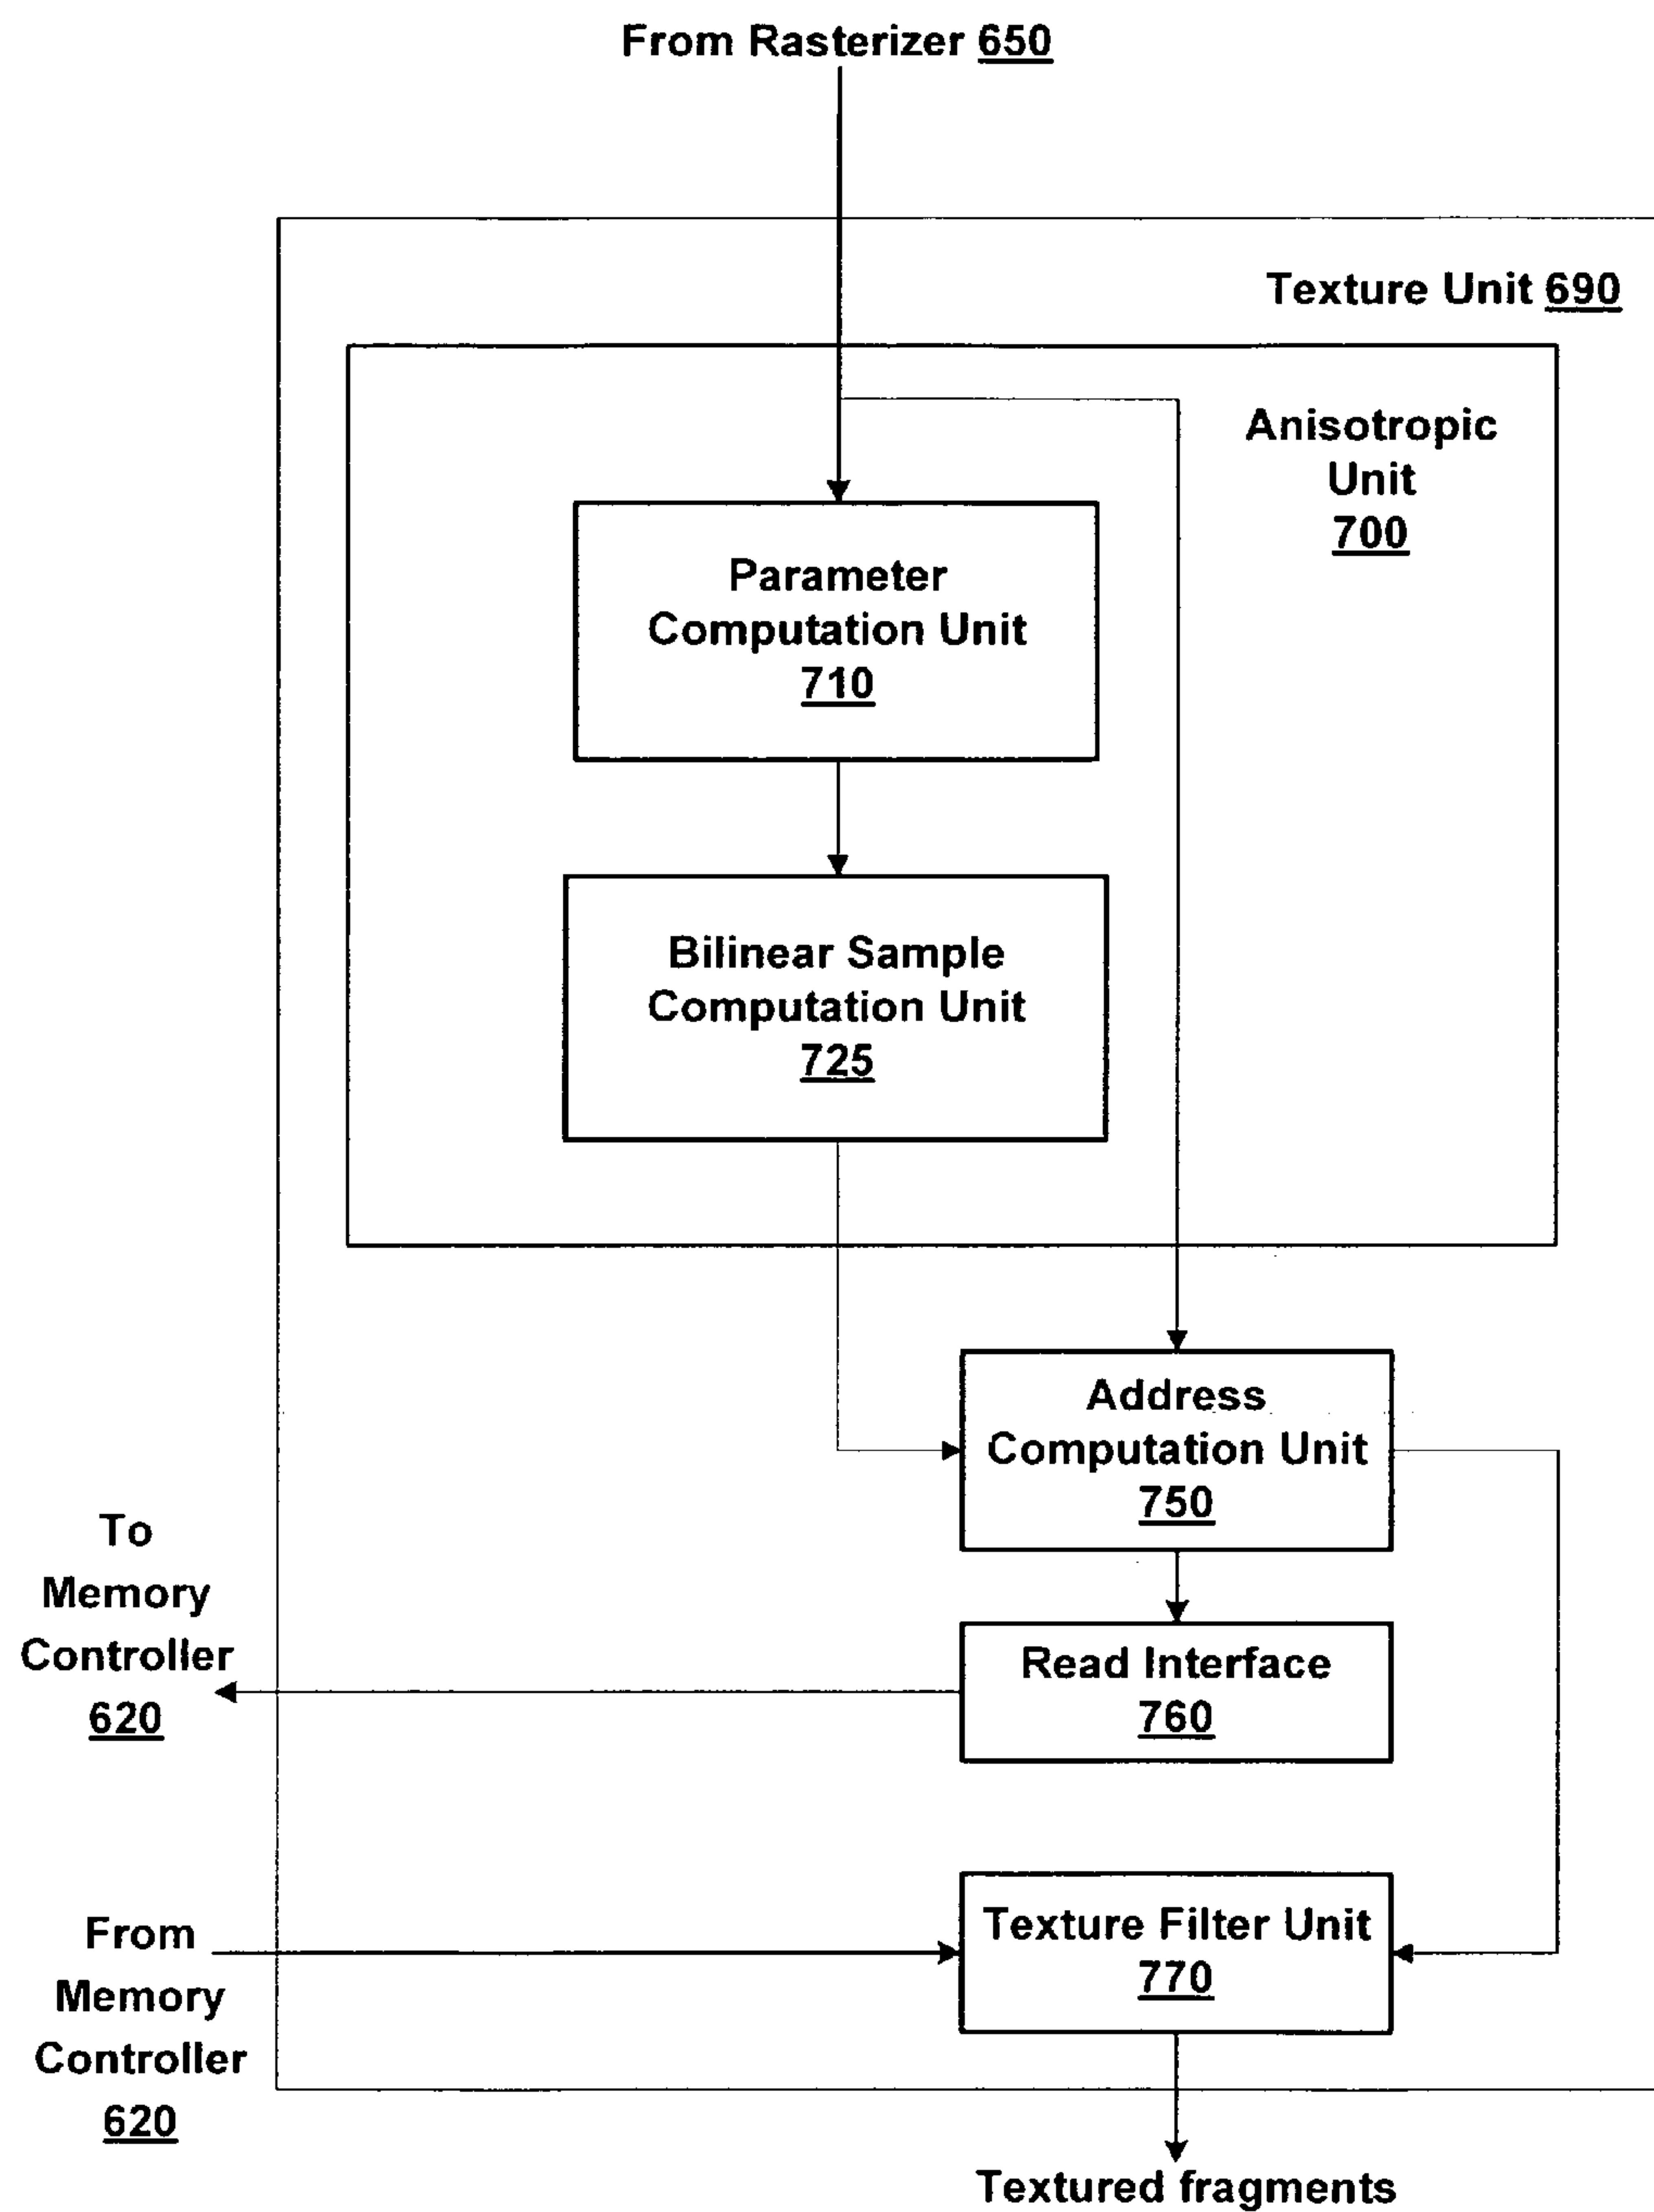 From Rasterizer 650
Texture Unit 690
Anisotropic
Unit
700
Parameter
Computation Unit
710
Bilinear Sample
Computation Unit
725
Address
Computation Unit
750
To
Memory
Controller
620
Read Interface
760
Texture Filter Unit
770
From
Memory
Controller
620
Textured fragments